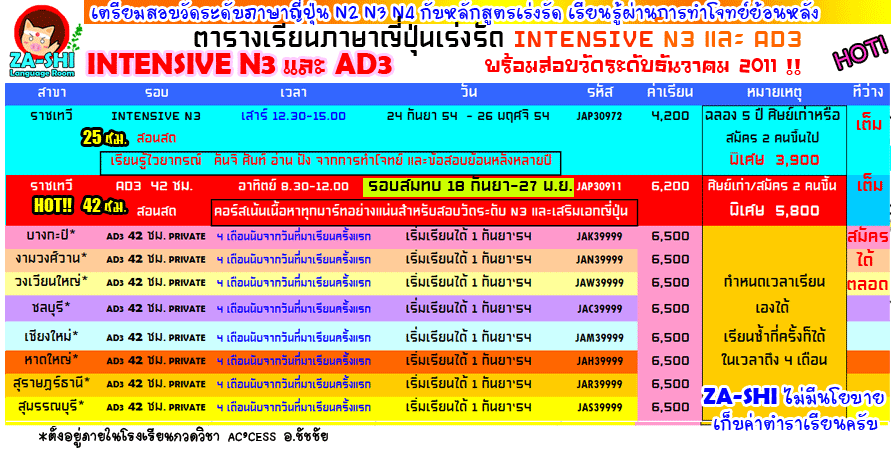 เตรียมสอบวัดระดับภาษาญี่ปุ่น N2 N3 N4 กับหลักสูตรเร่งรัด เรียนรู้ผ่านการทำโจทย์ย้อนหลัง
ZA-SHI
Language Room
ตารางเรียนภาษาญี่ปุ่นเร่งรัด INTENSIVE N3 และ AD3
INTENSIVE N3 และ AD3
พร้อมสอบวัดระดับธันวาคม 2011 !!
HOT!
สาขา รอบ เวลา วัน รหัส ค่าเรียน หมายเหตุ ที่ว่าง
ราชเทวี INTENSIVE N3 เสาร์ 12.30-15.00 24 กันยา 54 - 26 มฤศจิ 54 JAP30972 4,200 ฉลอง 5 ปี ศิษย์เก่าหรือ เต็ม
25 ชม. สอนสด สมัคร 2 คนขึ้นไป
เรียนรู้ไวยากรณ์ คันจิ ศัพท์ อ่าน ฟัง จากการทำโจทย์ และข้อสอบย้อนหลังหลายปี พิเศษ 3,900
ราชเทวี AD3 42 ชม. อาทิตย์ 8.30-12.00 รอบสมทบ 18 กันยา-27 พ.ย. JAP30911 6,200 ศิษย์เก่า/สมัคร 2 คนขึ้น เต็ม
HOT!! 42 ชม. สอนสด คอร์สเน้นเนื้อหาทุกพาร์ทอย่างแน่นสำหรับสอบวัดระดับ N3 และเสริมเอกญี่ปุ่น พิเศษ 5,800
บางกะปิ* AD3 42 ชม. PRIVATE 4 เดือนนับจากวันที่มาเรียนครั้งแรก เริ่มเรียนได้ 1 กันยา'54 JAK39999 6,500 สมัคร
งามวงศ์วาน* AD3 42 ชม. PRIVATE 4 เดือนนับจากวันที่มาเรียนครั้งแรก เริ่มเรียนได้ 1 กันยา'54 JAN39999 6,500 ได้
วงเวียนใหญ่* AD3 42 ชม. PRIVATE 4 เดือนนับจากวันที่มาเรียนครั้งแรก เริ่มเรียนได้ 1 กันยา'54 JAW39999 6,500 กำหนดเวลาเรียน ตลอด
ชลบุรี* AD3 42 ชม. PRIVATE 4 เดือนนับจากวันที่มาเรียนครั้งแรก เริ่มเรียนได้ 1 กันยา'54 JAC39999 6,500 เองได้
เชียงใหม่* AD3 42 ชม. PRIVATE 4 เดือนนับจากวันที่มาเรียนครั้งแรก เริ่มเรียนได้ 1 กันยา'54 JAM39999 6,500 เรียนซ้ำกี่ครั้งก็ได้
หาดใหญ่* AD3 42 ชม. PRIVATE 4 เดือนนับจากวันที่มาเรียนครั้งแรก เริ่มเรียนได้ 1 กันยา'54 JAH39999 6,500 ในเวลาถึง 4 เดือน
สุราษฎร์ธานี* AD3 42 ชม. PRIVATE 4 เดือนนับจากวันที่มาเรียนครั้งแรก เริ่มเรียนได้ 1 กันยา'54 JAR39999 6,500
สุพรรณบุรี* AD3 42 ชม. PRIVATE 4 เดือนนับจากวันที่มาเรียนครั้งแรก เริ่มเรียนได้ 1 กันยา'54 JAS39999 6,500
ZA-SHI ไม่มีนโยบาย
เก็บค่าตำราเรียนครับ
*ตั้งอยู่ภายในโรงเรียนกวดวิชา AC'CESS อ.ชัชชัย